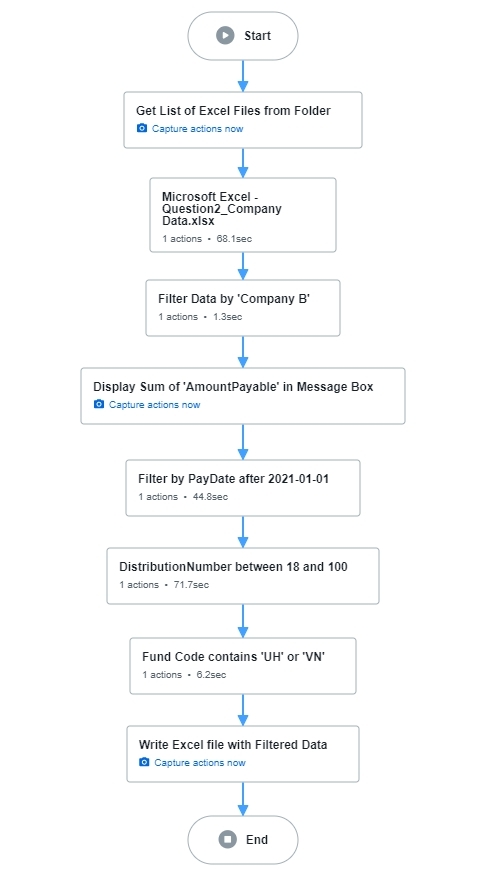 Start
Get List of Excel Files from Folder
Capture actions now
Microsoft Excel -
Question2_Company
Data.xlsx
1 actions • 68.1sec
Filter Data by 'Company B'
1 actions • 1.3sec
Display Sum of 'AmountPayable' in Message Box
Capture actions now
Filter by PayDate after 2021-01-01
1 actions • 44.8sec
DistributionNumber between 18 and 100
1 actions • 71.7sec
Fund Code contains 'UH' or 'VN'
1 actions • 6.2sec
Write Excel file with Filtered Data
Capture actions now
End